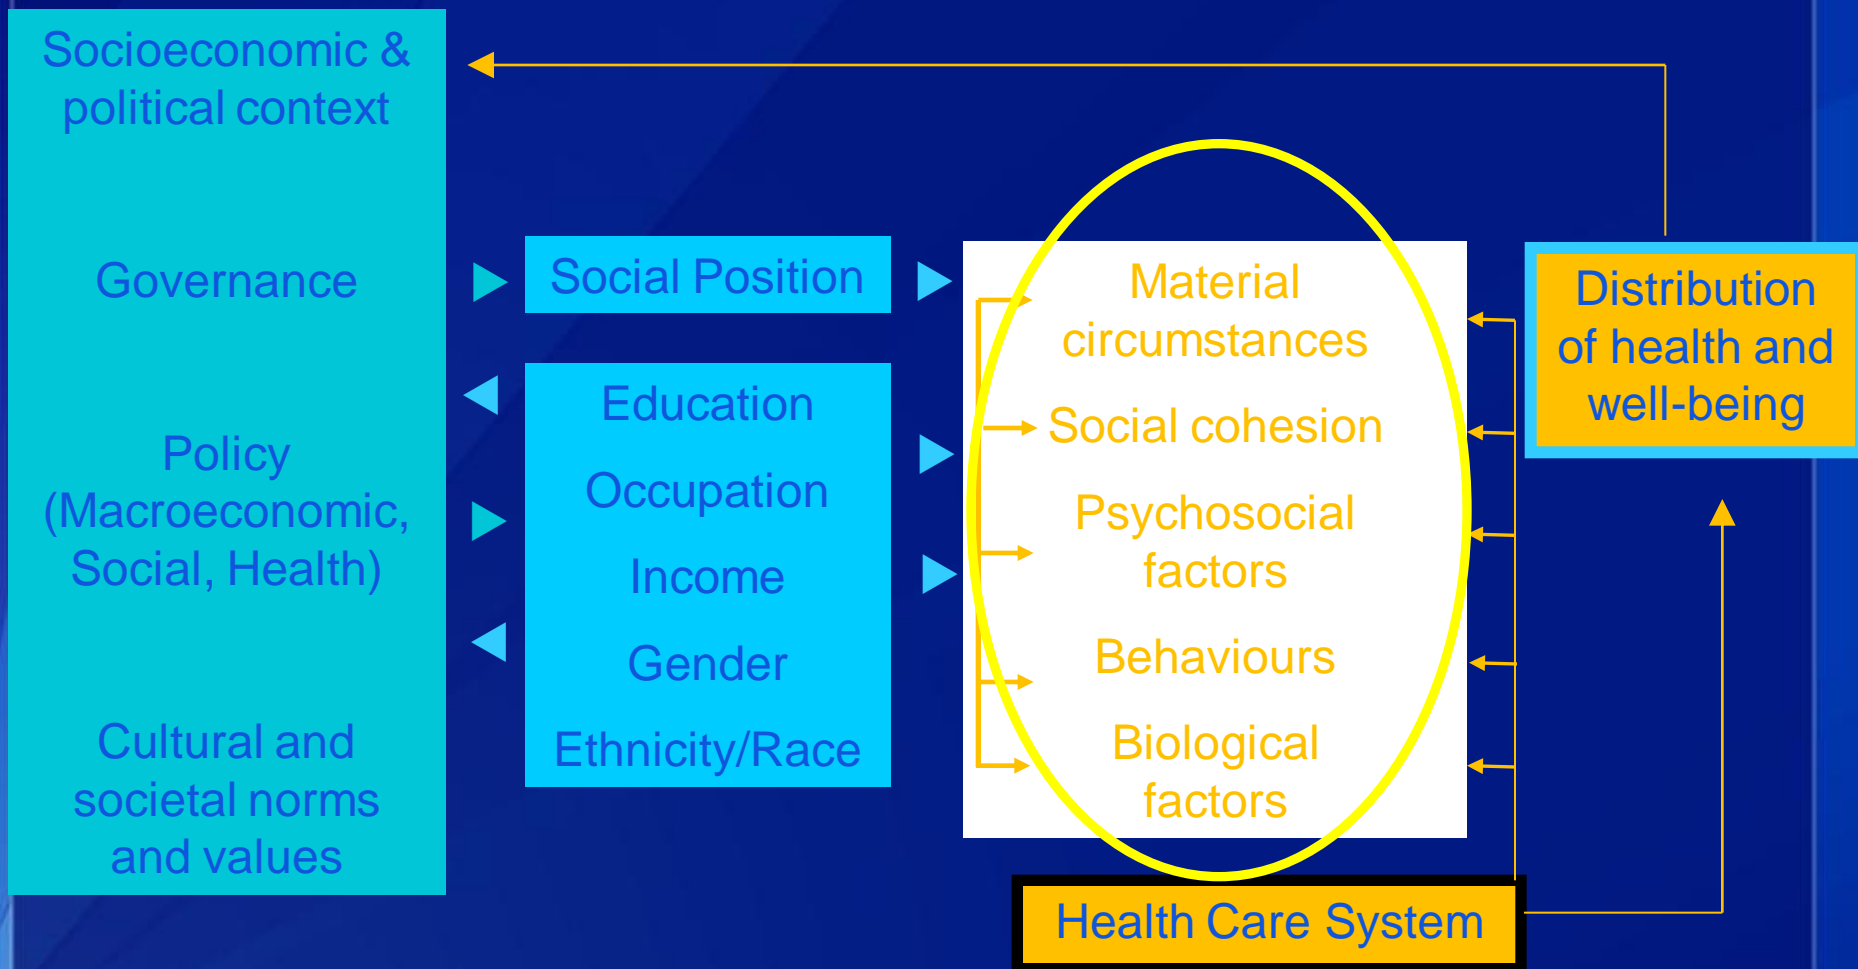 Socioeconomic &
political context
Governance
Policy
(Macroeconomic,
Social, Health)
Cultural and
societal norms
and values
Social Position
Education
Occupation
Income
Gender
Ethnicity/Race
Material
circumstances
Social cohesion
Psychosocial
factors
Behaviours
Biological
factors
Distribution
of health and
well-being
Health Care System